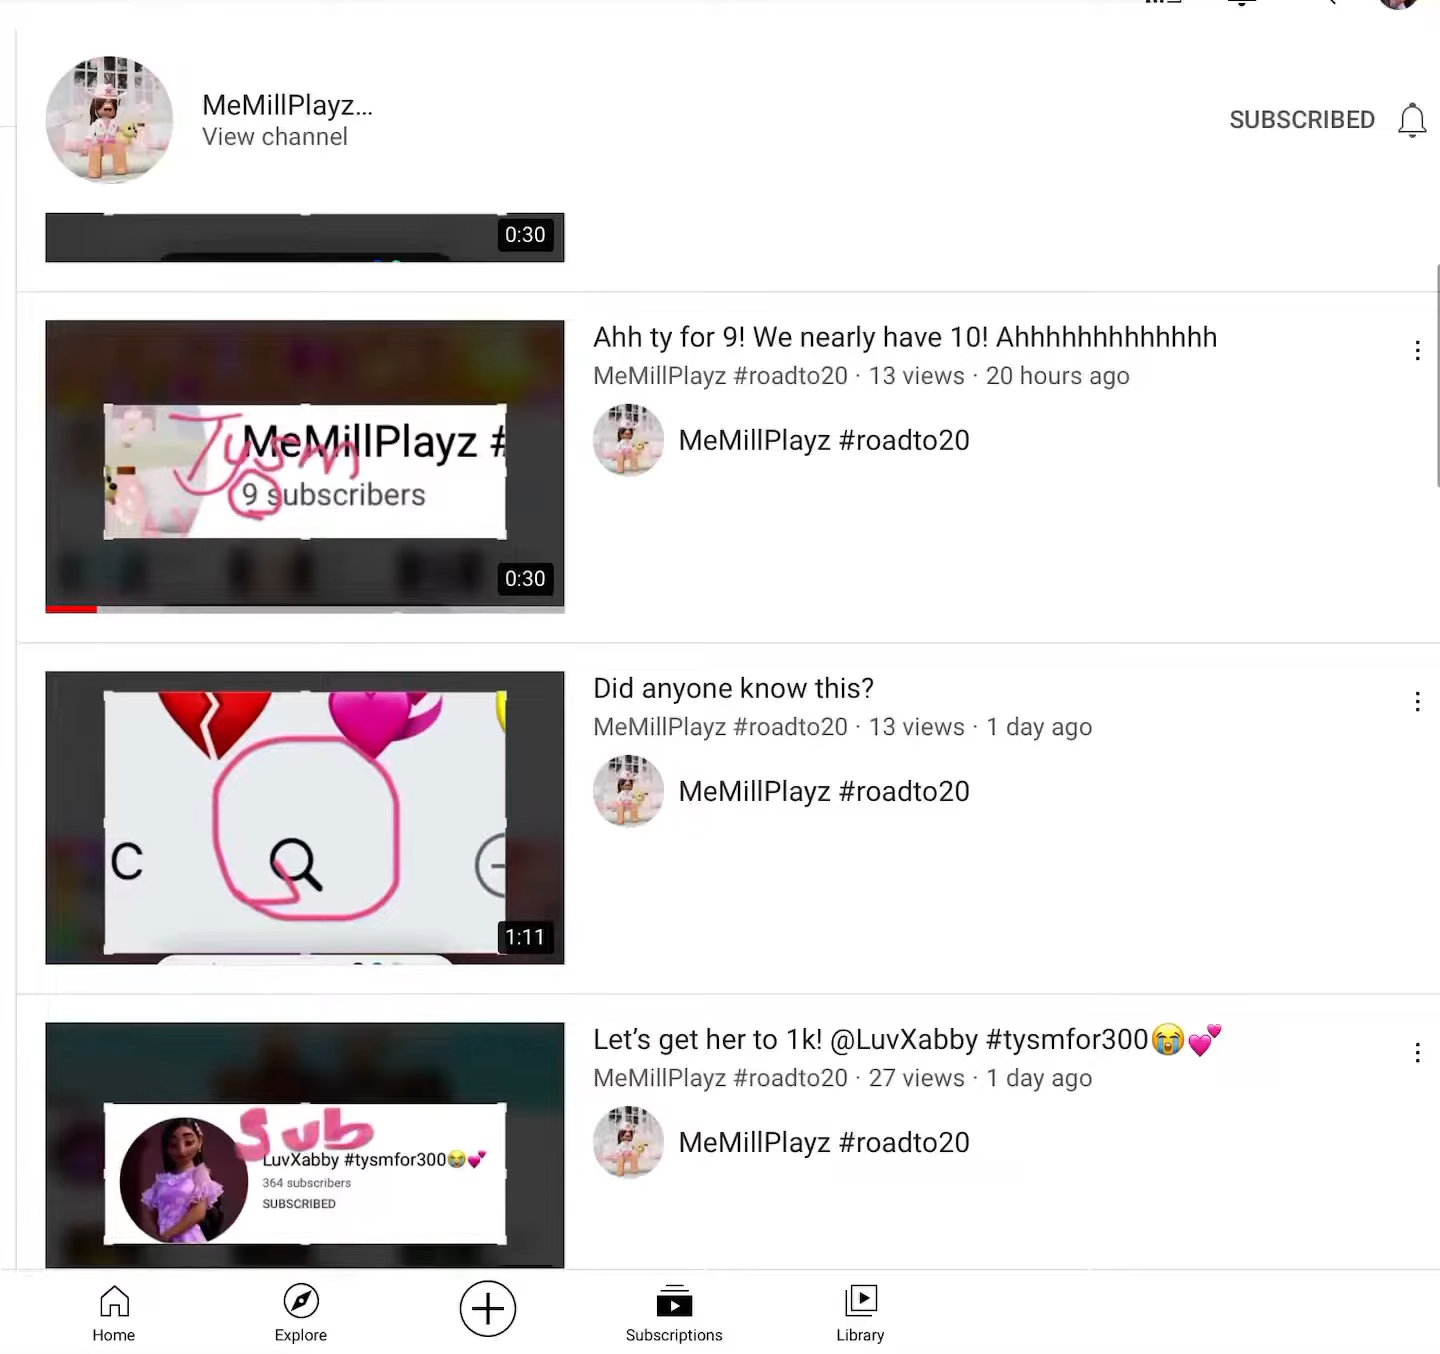 MeMillPlayz...
View channel
SUBSCRIBED
0:30
Ahh ty for 9! We nearly have 10! Ahhhhhhhhhhhhh
MeMillPlayz #roadto20 · 13 views · 20 hours ago
MeMillPlayz #roadto20
Tysm
MeMillPlayz #
9 subscribers
0:30
Did anyone know this?
MeMillPlayz #roadto20 · 13 views · 1 day ago
MeMillPlayz #roadto20
C
1:11
Let’s get her to 1k! @LuvXabby #tysmfor300😭💕
MeMillPlayz #roadto20 · 27 views · 1 day ago
MeMillPlayz #roadto20
Sub
LuvXabby #tysmfor300😭💕
364 subscribers
SUBSCRIBED
Home
Explore
Subscriptions
Library